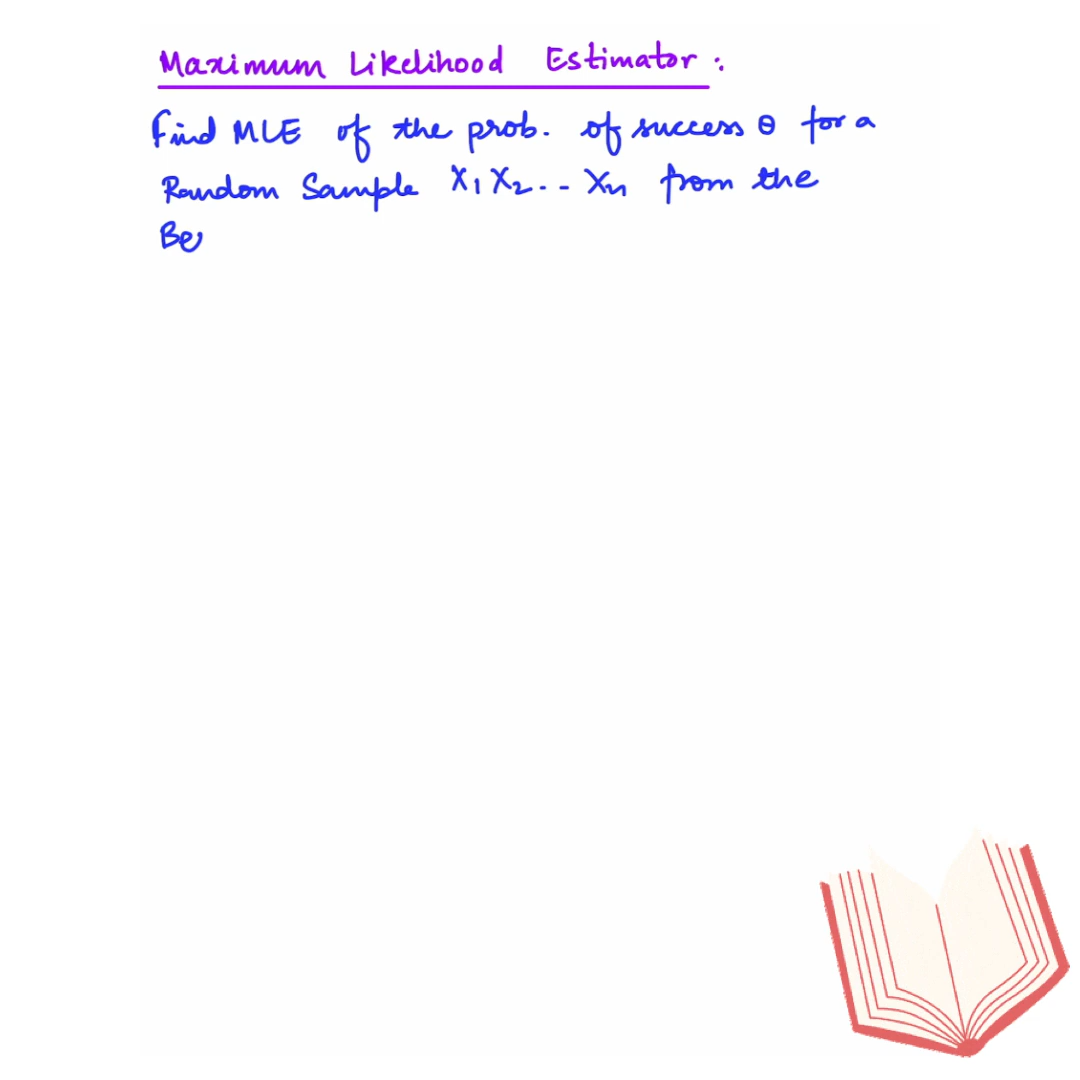 Maximum Likelihood Estimator :
Find MLE of the prob. of success θ for a
Random Sample X1 X2 .. Xn from the
Be